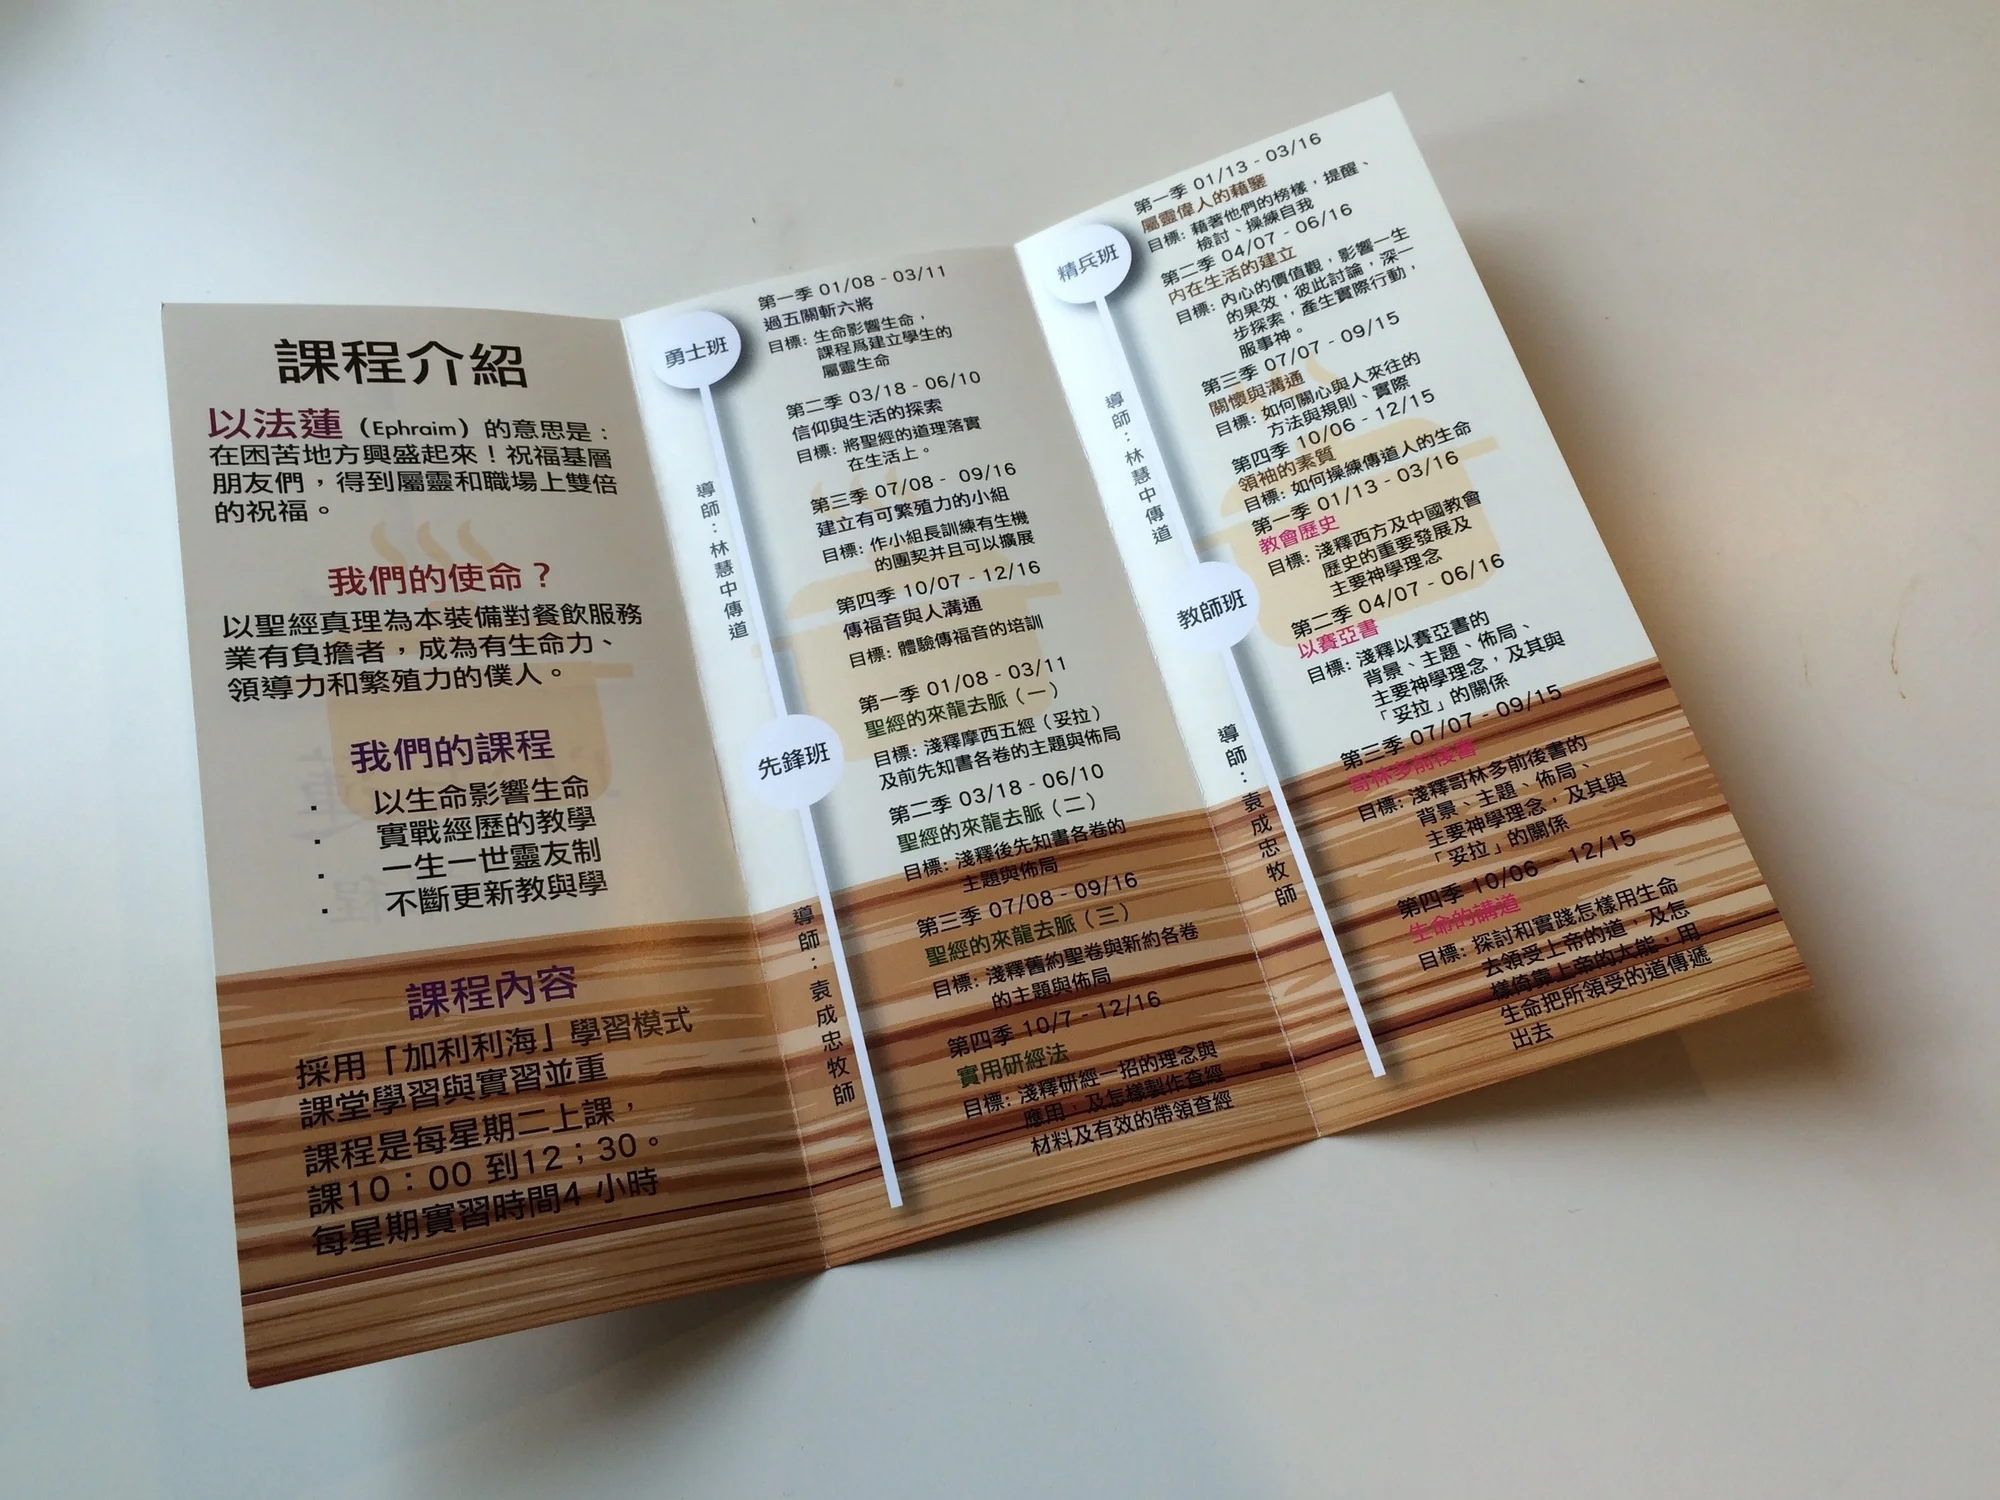 課程介紹
以法蓮（Ephraim）的意思是：
在困苦地方興盛起來！祝福基層
朋友們，得到屬靈和職場上雙倍
的祝福。
我們的使命？
以聖經真理為本裝備對餐飲服務
業有負擔者，成為有生命力、
領導力和繁殖力的僕人。
我們的課程
· 以生命影響生命
· 實戰經歷的教學
· 一生一世靈友制
· 不斷更新教與學
課程內容
採用「加利利海」學習模式
課堂學習與實習並重
課程是每星期二上課，
課10：00 到12；30。
每星期實習時間4 小時
勇士班
導師：林慧中傳道
第一季 01/08 - 03/11
過五關斬六將
目標: 生命影響生命，
課程爲建立學生的
屬靈生命
第二季 03/18 - 06/10
信仰與生活的探索
目標: 將聖經的道理落實
在生活上。
第三季 07/08 - 09/16
建立有可繁殖力的小組
目標: 作小組長訓練有生機
的團契并且可以擴展
第四季 10/07 - 12/16
傳福音與人溝通
目標: 體驗傳福音的培訓
先鋒班
導師：袁成忠牧師
第一季 01/08 - 03/11
聖經的來龍去脈（一）
目標: 淺釋摩西五經（妥拉）
及前先知書各卷的主題與佈局
第二季 03/18 - 06/10
聖經的來龍去脈（二）
目標: 淺釋後先知書各卷的
主題與佈局
第三季 07/08 - 09/16
聖經的來龍去脈（三）
目標: 淺釋舊約聖卷與新約各卷
的主題與佈局
第四季 10/7 - 12/16
實用研經法
目標: 淺釋研經一招的理念與
應用，及怎樣製作查經
材料及有效的帶領查經
精兵班
導師：林慧中傳道
第一季 01/13 - 03/16
屬靈偉人的藉鑒
目標: 藉著他們的榜樣，提醒、
檢討、操練自我
第二季 04/07 - 06/16
內在生活的建立
目標: 內心的價值觀，影響一生
的果效，彼此討論，深一
步探索，產生實際行動，
服事神。
第三季 07/07 - 09/15
關懷與溝通
目標: 如何關心與人來往的
方法與規則、實際
第四季 10/06 - 12/15
領袖的素質
目標: 如何操練傳道人的生命
教師班
導師：袁成忠牧師
第一季 01/13 - 03/16
教會歷史
目標: 淺釋西方及中國教會
歷史的重要發展及
主要神學理念
第二季 04/07 - 06/16
以賽亞書
目標: 淺釋以賽亞書的
背景、主題、佈局、
主要神學理念，及其與
「妥拉」的關係
第三季 07/07 - 09/15
哥林多前後書
目標: 淺釋哥林多前後書的
背景、主題、佈局、
主要神學理念，及其與
「妥拉」的關係
第四季 10/06— 12/15
生命的講道
目標: 探討和實踐怎樣用生命
去領受上帝的道，及怎
樣倚靠上帝的大能，用
生命把所領受的道傳遞
出去